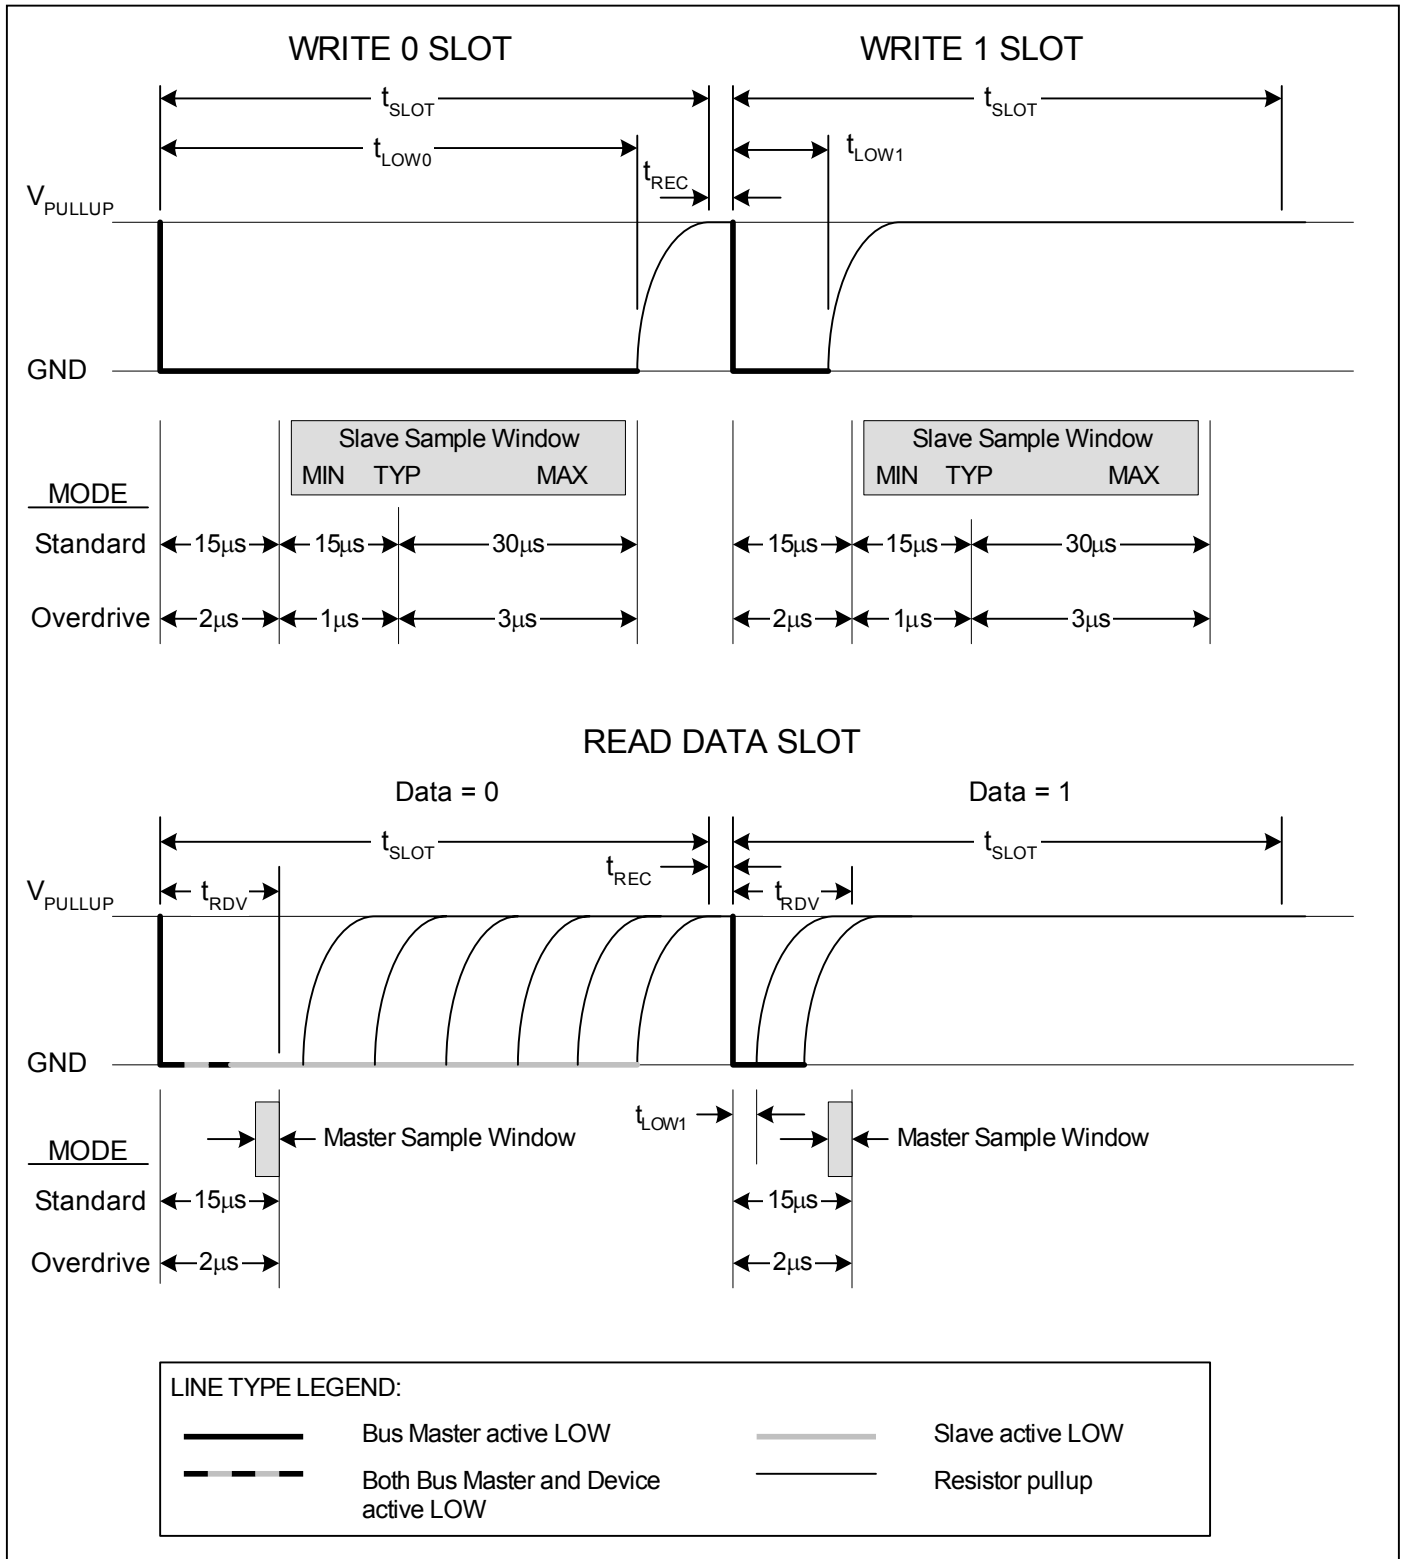 WRITE 0 SLOT WRITE 1 SLOT
tSLOT tSLOT
tLOW0 tLOW1
tREC
VPULLUP
GND
Slave Sample Window Slave Sample Window
MIN TYP MAX MIN TYP MAX
MODE
Standard 15µs 15µs 30µs 15µs 15µs 30µs
Overdrive 2µs 1µs 3µs 2µs 1µs 3µs
READ DATA SLOT
Data = 0 Data = 1
tSLOT tSLOT
tREC
VPULLUP tRDV tRDV
GND
tLOW1
MODE Master Sample Window Master Sample Window
Standard 15µs 15µs
Overdrive 2µs 2µs
LINE TYPE LEGEND:
Bus Master active LOW Slave active LOW
Both Bus Master and Device Resistor pullup
active LOW